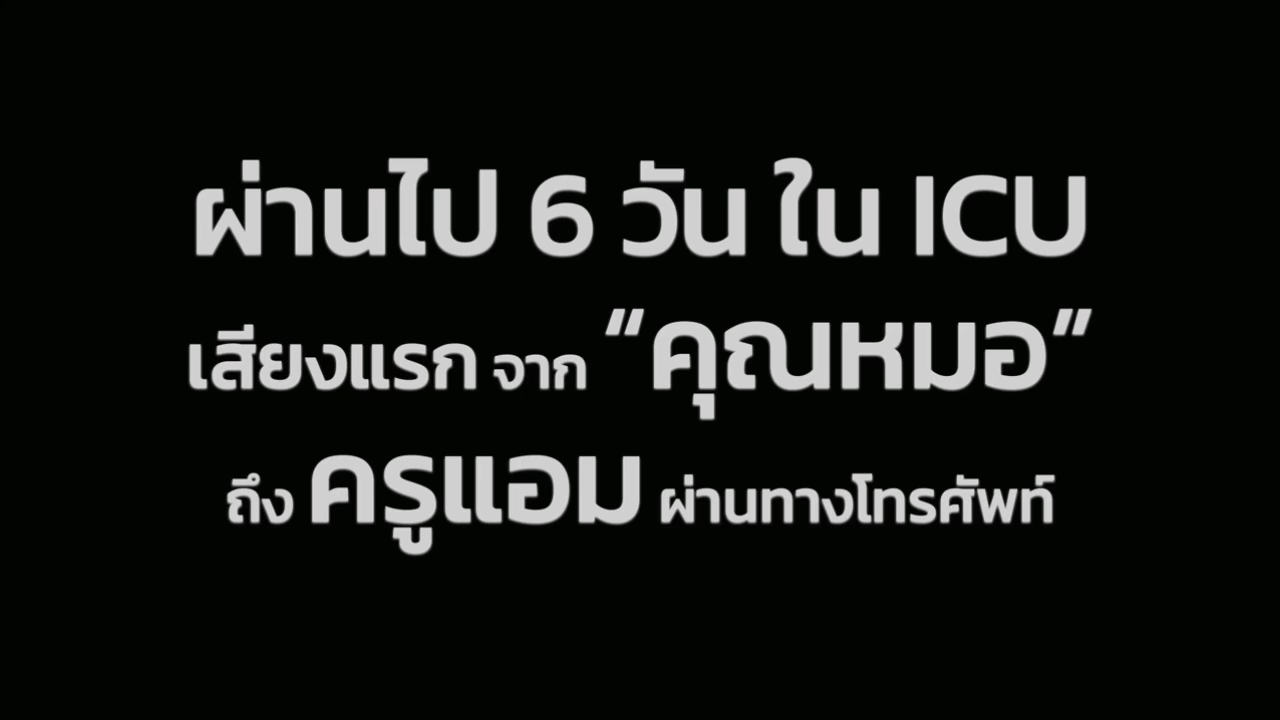 ผ่านไป 6 วัน ใน ICU
เสียงแรก จาก “คุณหมอ”
ถึง ครูแอม ผ่านทางโทรศัพท์